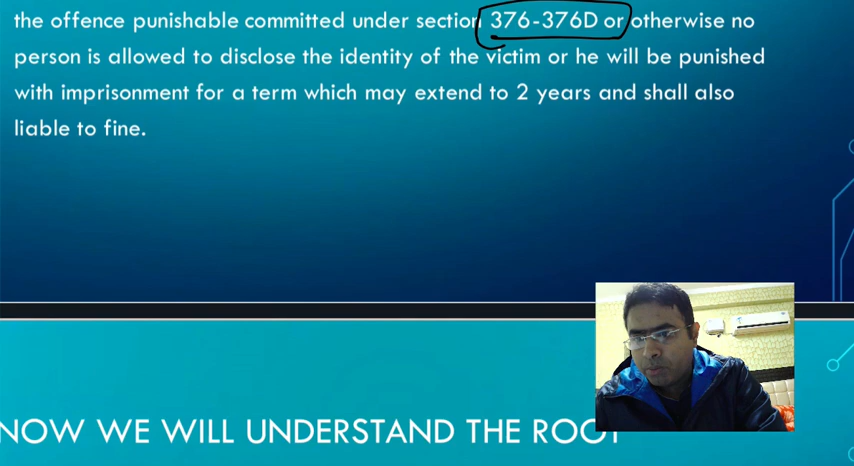 the offence punishable committed under section 376-376D or otherwise no
person is allowed to disclose the identity of the victim or he will be punished
with imprisonment for a term which may extend to 2 years and shall also
liable to fine.
NOW WE WILL UNDERSTAND THE ROOT